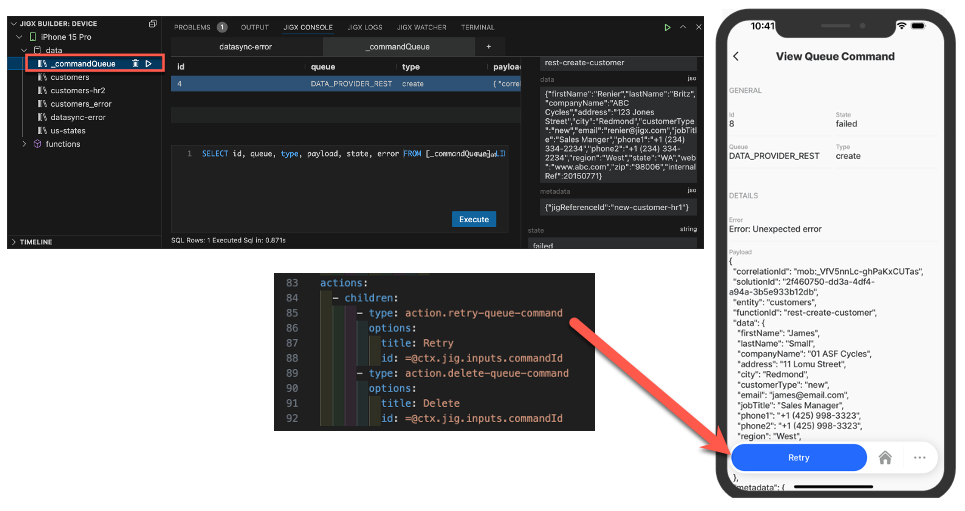 JIGX BUILDER: DEVICE
iPhone 15 Pro
data
_commandQueue
customers
customers-hr2
customers_error
datasync-error
us-states
functions
TIMELINE
PROBLEMS 1 OUTPUT JIGX CONSOLE JIGX LOGS JIGX WATCHER TERMINAL
datasync-error _commandQueue +
id queue type payload
4 DATA_PROVIDER_REST create {"correl
1 SELECT id, queue, type, payload, state, error FROM [_commandQueue]
Execute
SQL Rows: 1 Executed Sql in: 0.871s
rest-create-customer
data json
{"firstName":"Renier","lastName":"Britz",
"companyName":"ABC
Cycles","address":"123 Jones
Street","city":"Redmond","customerType
":"new","email":"renier@jigx.com","jobTitl
e":"Sales Manger","phone1":"+1 (234)
334-2234","phone2":"+1 (234) 334-
2234","region":"West","state":"WA","web
":"www.abc.com","zip":"98006","internal
Ref":20150771}
metadata json
{"jigReferenceId":"new-customer-hr1"}
state string
failed
83 actions:
84 - children:
85 - type: action.retry-queue-command
86 options:
87 title: Retry
88 id: =@ctx.jig.inputs.commandId
89 - type: action.delete-queue-command
90 options:
91 title: Delete
92 id: =@ctx.jig.inputs.commandId
10:41
View Queue Command
GENERAL
Id State
8 failed
Queue Type
DATA_PROVIDER_REST create
DETAILS
Error
Error: Unexpected error
Payload
{
"correlationId": "mob:_VfV5nnLc-ghPaKxCUTas",
"solutionId": "2f460750-dd3a-4df4-
a94a-3b5e933b12db",
"entity": "customers",
"functionId": "rest-create-customer",
"data": {
"firstName": "James",
"lastName": "Small",
"companyName": "01 ASF Cycles",
"address": "11 Lomu Street",
"city": "Redmond",
"customerType": "new",
"email": "james@email.com",
"jobTitle": "Sales Manager",
"phone1": "+1 (425) 998-3323",
"phone2": "+1 (425) 998-3323",
"region": "West",
Retry
},
"metadata": {